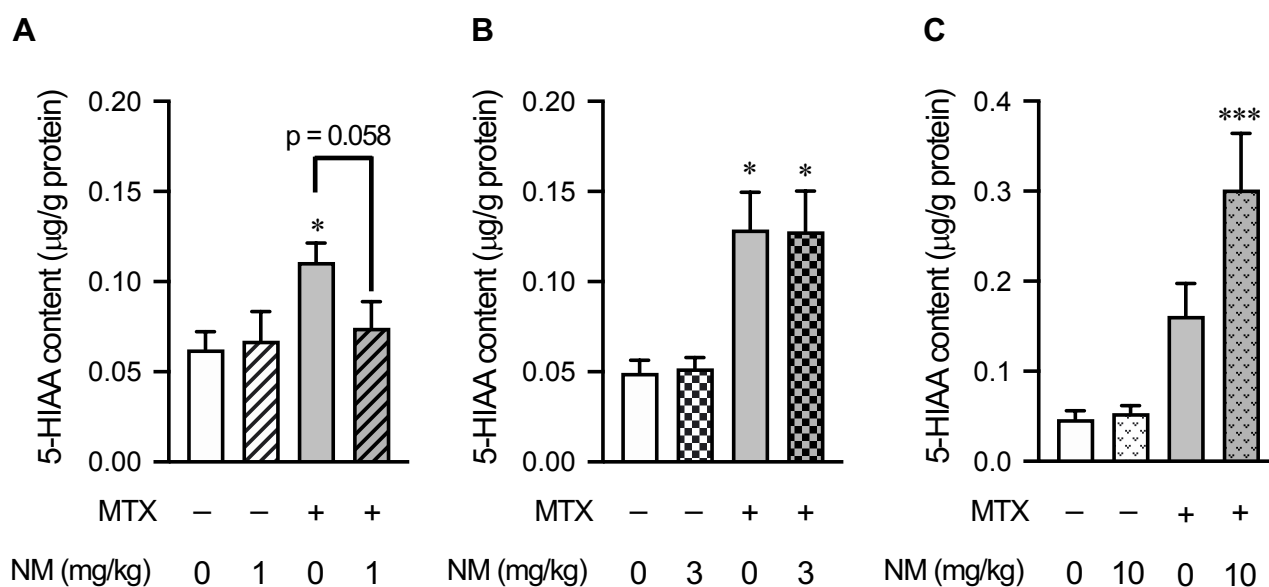 A
5-HIAA content (μg/g protein)
0.20
0.15
0.10
0.05
0.00
p = 0.058
*
MTX – – + +
NM (mg/kg) 0 1 0 1
B
5-HIAA content (μg/g protein)
0.20
0.15
0.10
0.05
0.00
* *
MTX – – + +
NM (mg/kg) 0 3 0 3
C
5-HIAA content (μg/g protein)
0.4
0.3
0.2
0.1
0.0
***
MTX – – + +
NM (mg/kg) 0 10 0 10